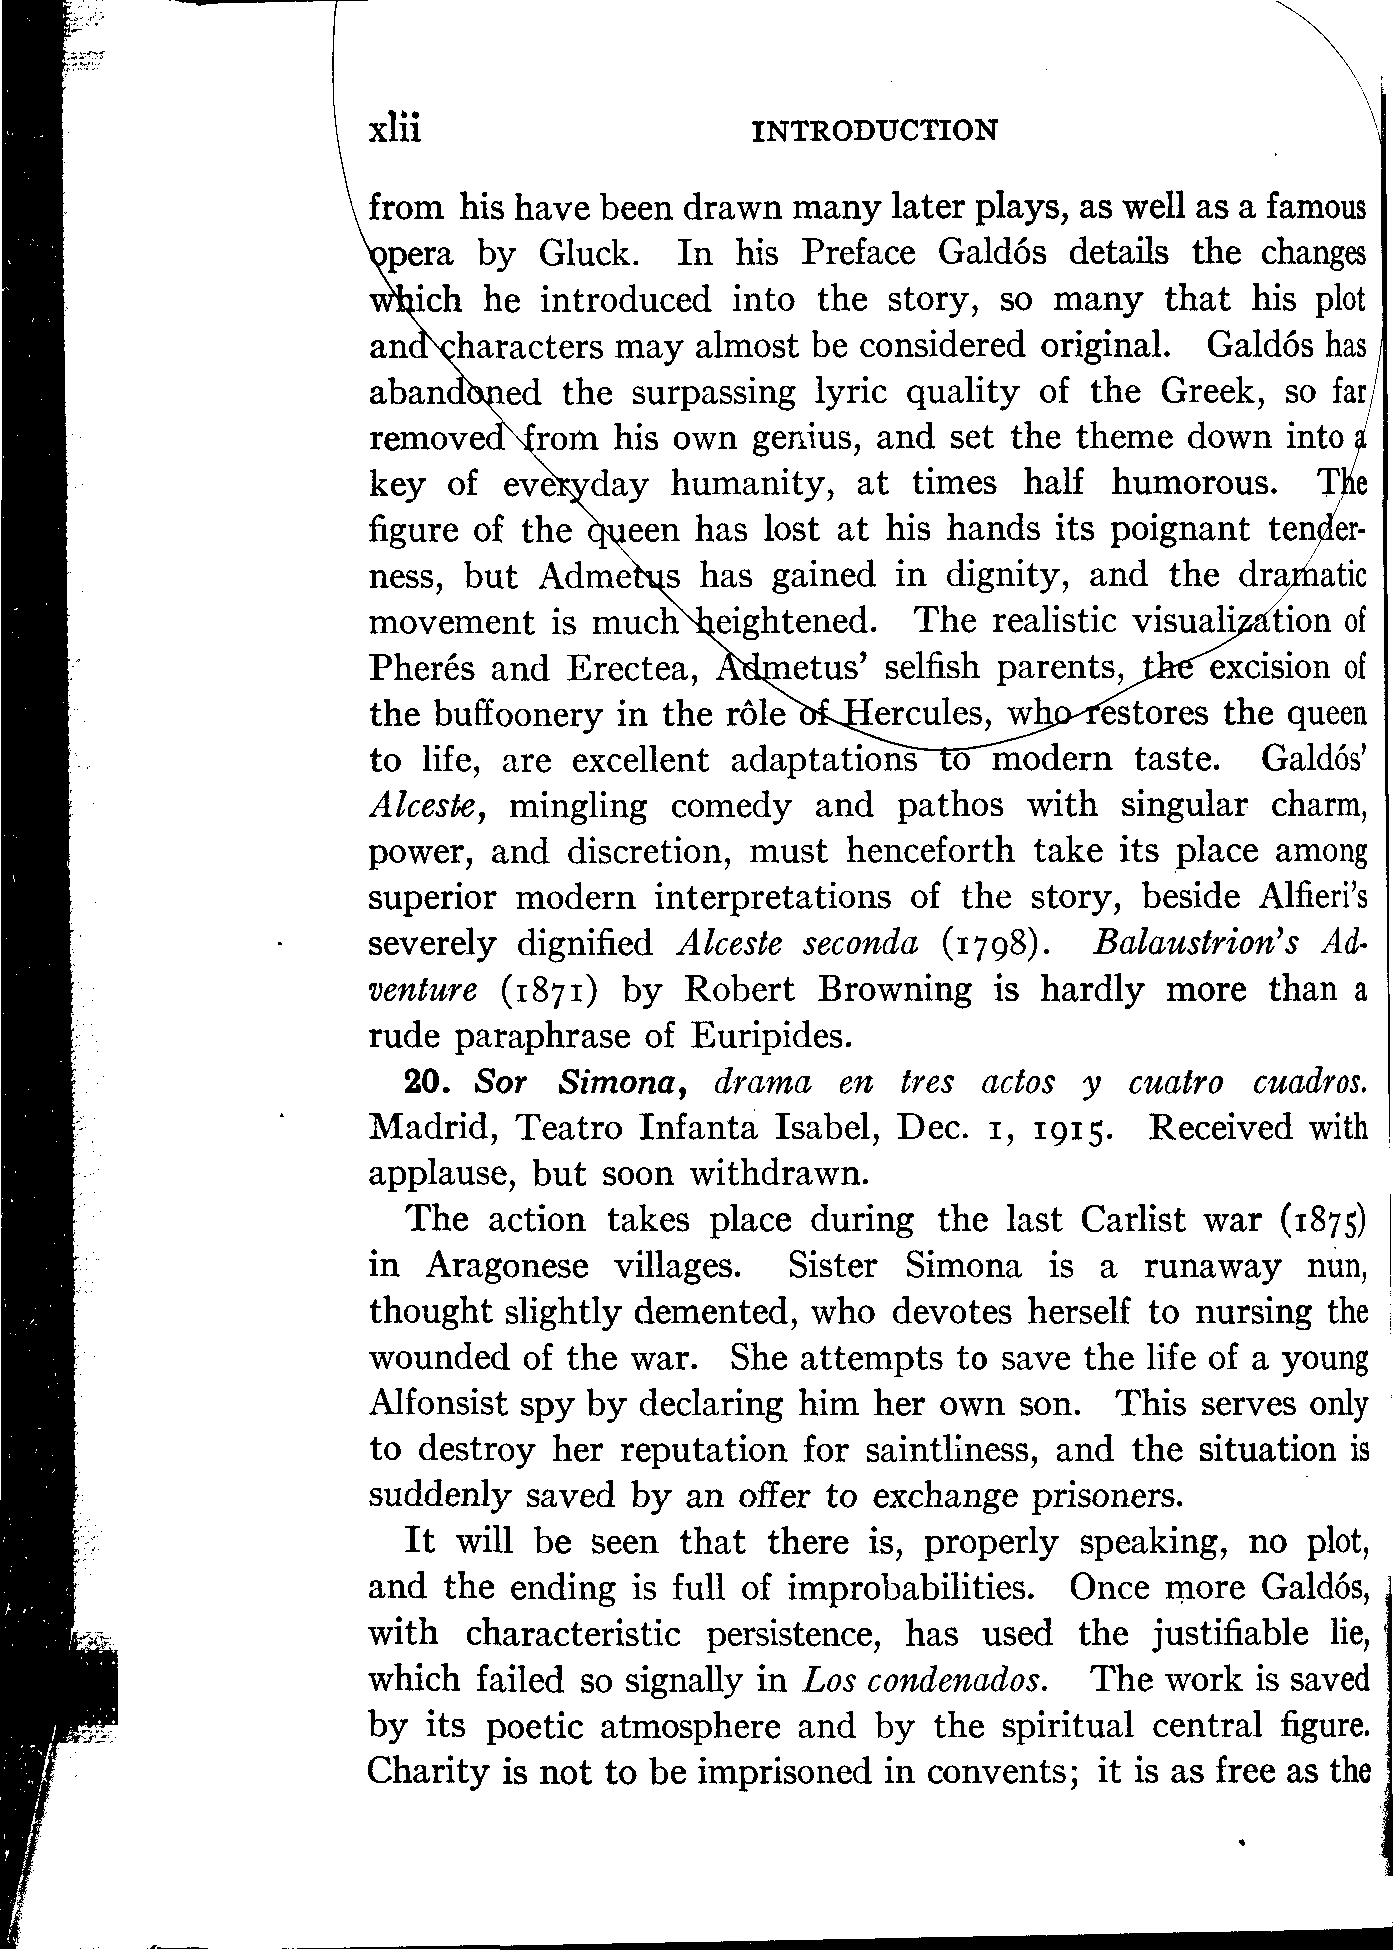 xlii INTRODUCTION
from his have been drawn many later plays, as well as a famous
opera by Gluck. In his Preface Galdós details the changes
which he introduced into the story, so many that his plot
and characters may almost be considered original. Galdós has
abandoned the surpassing lyric quality of the Greek, so far
removed from his own genius, and set the theme down into a
key of everyday humanity, at times half humorous. The
figure of the queen has lost at his hands its poignant tender-
ness, but Admetus has gained in dignity, and the dramatic
movement is much heightened. The realistic visualization of
Pherés and Erectea, Admetus' selfish parents, the excision of
the buffoonery in the rôle of Hercules, who restores the queen
to life, are excellent adaptations to modern taste. Galdós'
Alceste, mingling comedy and pathos with singular charm,
power, and discretion, must henceforth take its place among
superior modern interpretations of the story, beside Alfieri's
severely dignified Alceste seconda (1798). Balaustrion's Ad-
venture (1871) by Robert Browning is hardly more than a
rude paraphrase of Euripides.
20. Sor Simona, drama en tres actos y cuatro cuadros.
Madrid, Teatro Infanta Isabel, Dec. 1, 1915. Received with
applause, but soon withdrawn.
The action takes place during the last Carlist war (1875)
in Aragonese villages. Sister Simona is a runaway nun,
thought slightly demented, who devotes herself to nursing the
wounded of the war. She attempts to save the life of a young
Alfonsist spy by declaring him her own son. This serves only
to destroy her reputation for saintliness, and the situation is
suddenly saved by an offer to exchange prisoners.
It will be seen that there is, properly speaking, no plot,
and the ending is full of improbabilities. Once more Galdós,
with characteristic persistence, has used the justifiable lie,
which failed so signally in Los condenados. The work is saved
by its poetic atmosphere and by the spiritual central figure.
Charity is not to be imprisoned in convents; it is as free as the